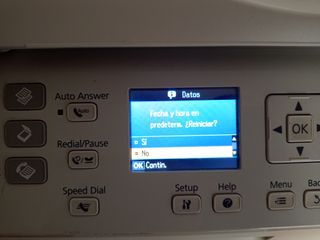 Datos
Auto Answer
Auto
Fecha y hora en
predeterm. ¿Reiniciar?
Redial/Pause
Sí
No
OK Contin.
OK
Speed Dial
Setup
Help
Menu
Bac